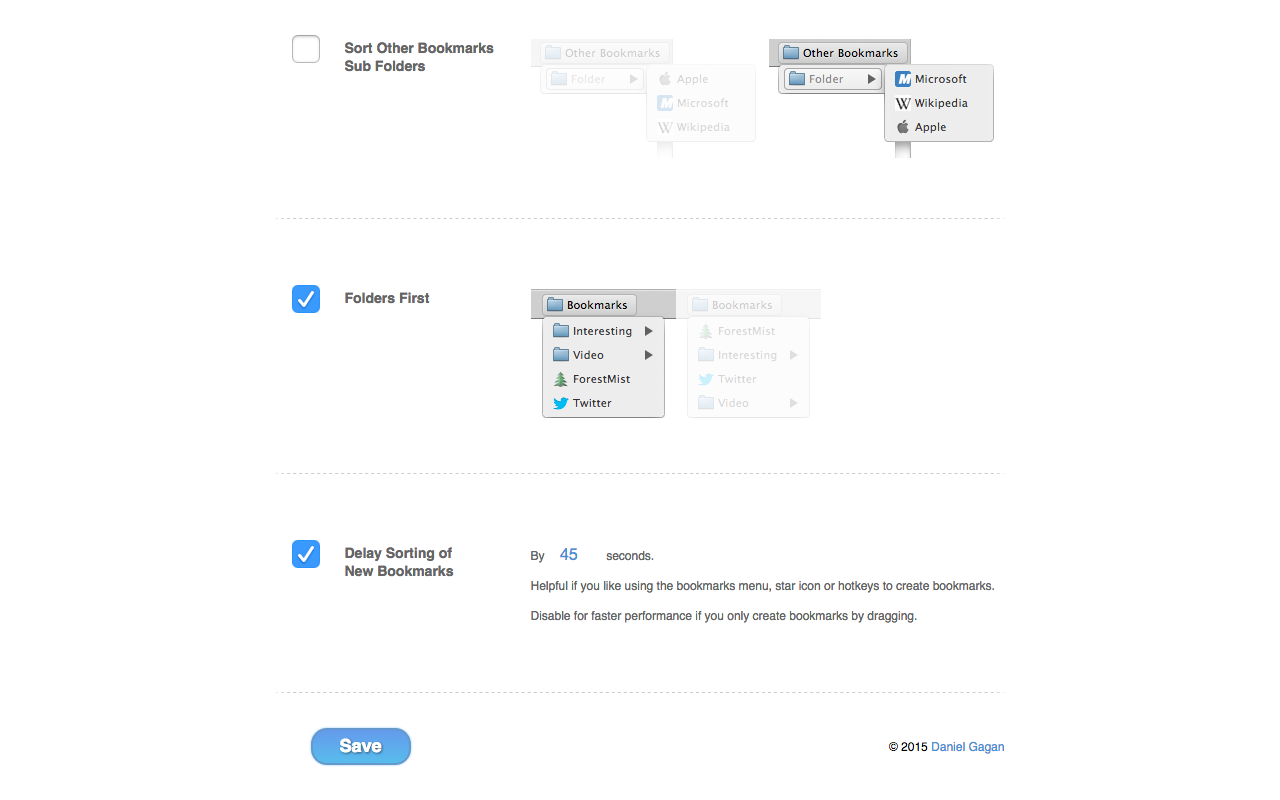 Sort Other Bookmarks
Sub Folders
Other Bookmarks
Folder
Apple
Microsoft
Wikipedia
Other Bookmarks
Folder
Microsoft
Wikipedia
Apple
Folders First
Bookmarks
Interesting
Video
ForestMist
Twitter
Bookmarks
ForestMist
Interesting
Twitter
Video
Delay Sorting of
New Bookmarks
By 45 seconds.
Helpful if you like using the bookmarks menu, star icon or hotkeys to create bookmarks.
Disable for faster performance if you only create bookmarks by dragging.
Save
© 2015 Daniel Gagan